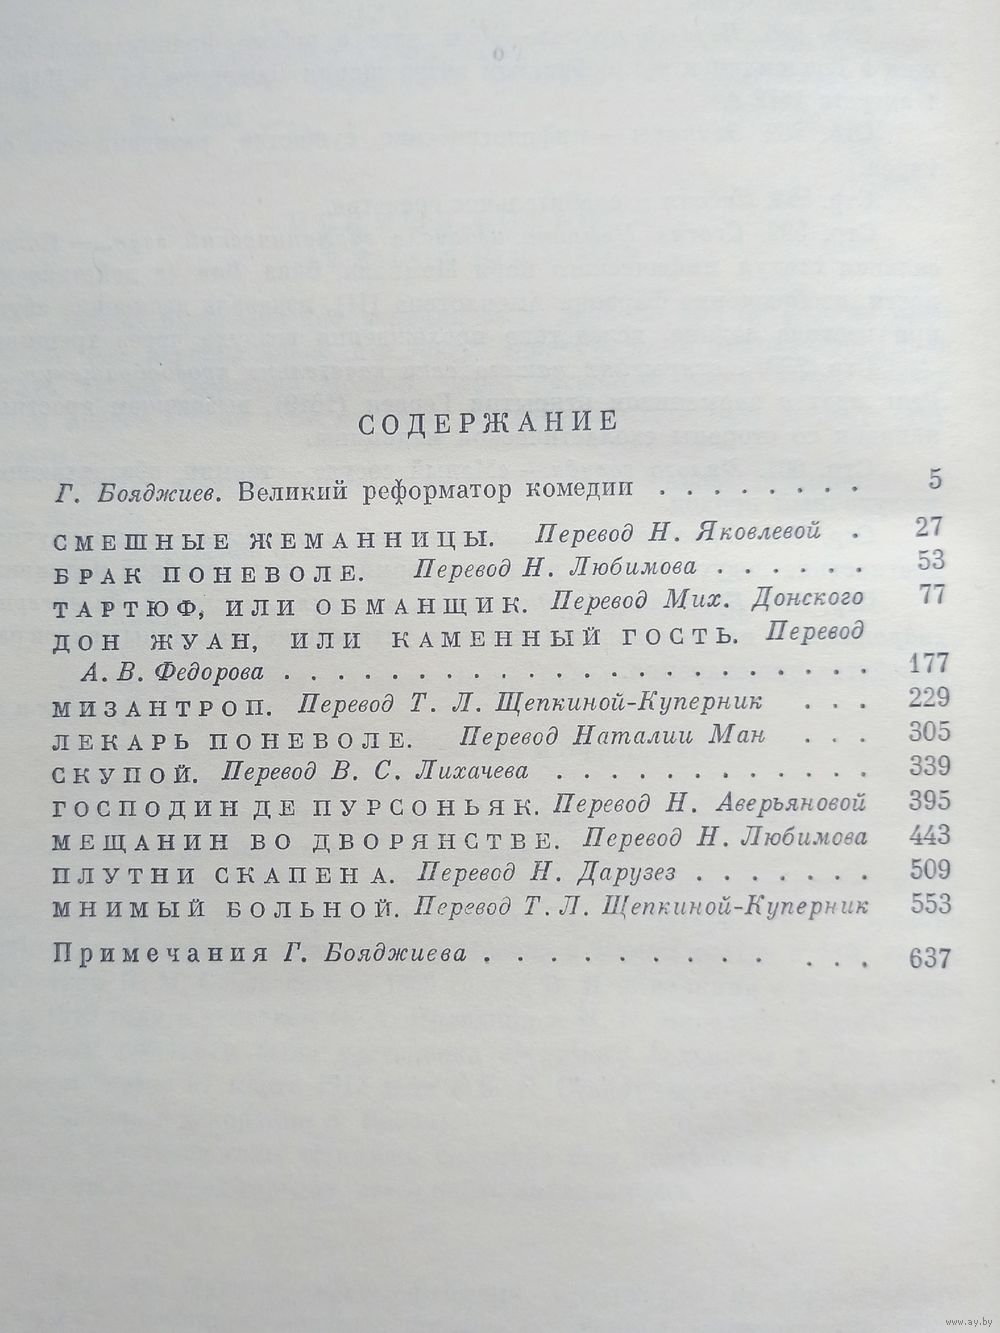 СОДЕРЖАНИЕ
Г. Бояджиев. Великий реформатор комедии . . . . . . . . 5
СМЕШНЫЕ ЖЕМАННИЦЫ. Перевод Н. Яковлевой . 27
БРАК ПОНЕВОЛЕ. Перевод Н. Любимова . . . . . . 53
ТАРТЮФ, ИЛИ ОБМАНЩИК. Перевод Мих. Донского 77
ДОН ЖУАН, ИЛИ КАМЕННЫЙ ГОСТЬ. Перевод
А. В. Федорова . . . . . . . . . . . . . . . . . . 177
МИЗАНТРОП. Перевод Т. Л. Щепкиной-Куперник . . . 229
ЛЕКАРЬ ПОНЕВОЛЕ. Перевод Наталии Ман . . . 305
СКУПОЙ. Перевод В. С. Лихачева . . . . . . . . . . . 339
ГОСПОДИН ДЕ ПУРСОНЬЯК. Перевод Н. Аверьяновой 395
МЕЩАНИН ВО ДВОРЯНСТВЕ. Перевод Н. Любимова 443
ПЛУТНИ СКАПЕНА. Перевод Н. Дарузез . . . . . . . 509
МНИМЫЙ БОЛЬНОЙ. Перевод Т. Л. Щепкиной-Куперник 553
Примечания Г. Бояджиева . . . . . . . . . . . . 637
www.ay.by